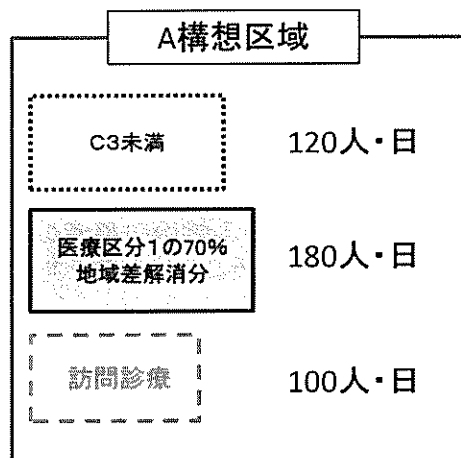 A構想区域
C3未満
120人・日
医療区分1の70%
地域差解消分
180人・日
訪問診療
100人・日